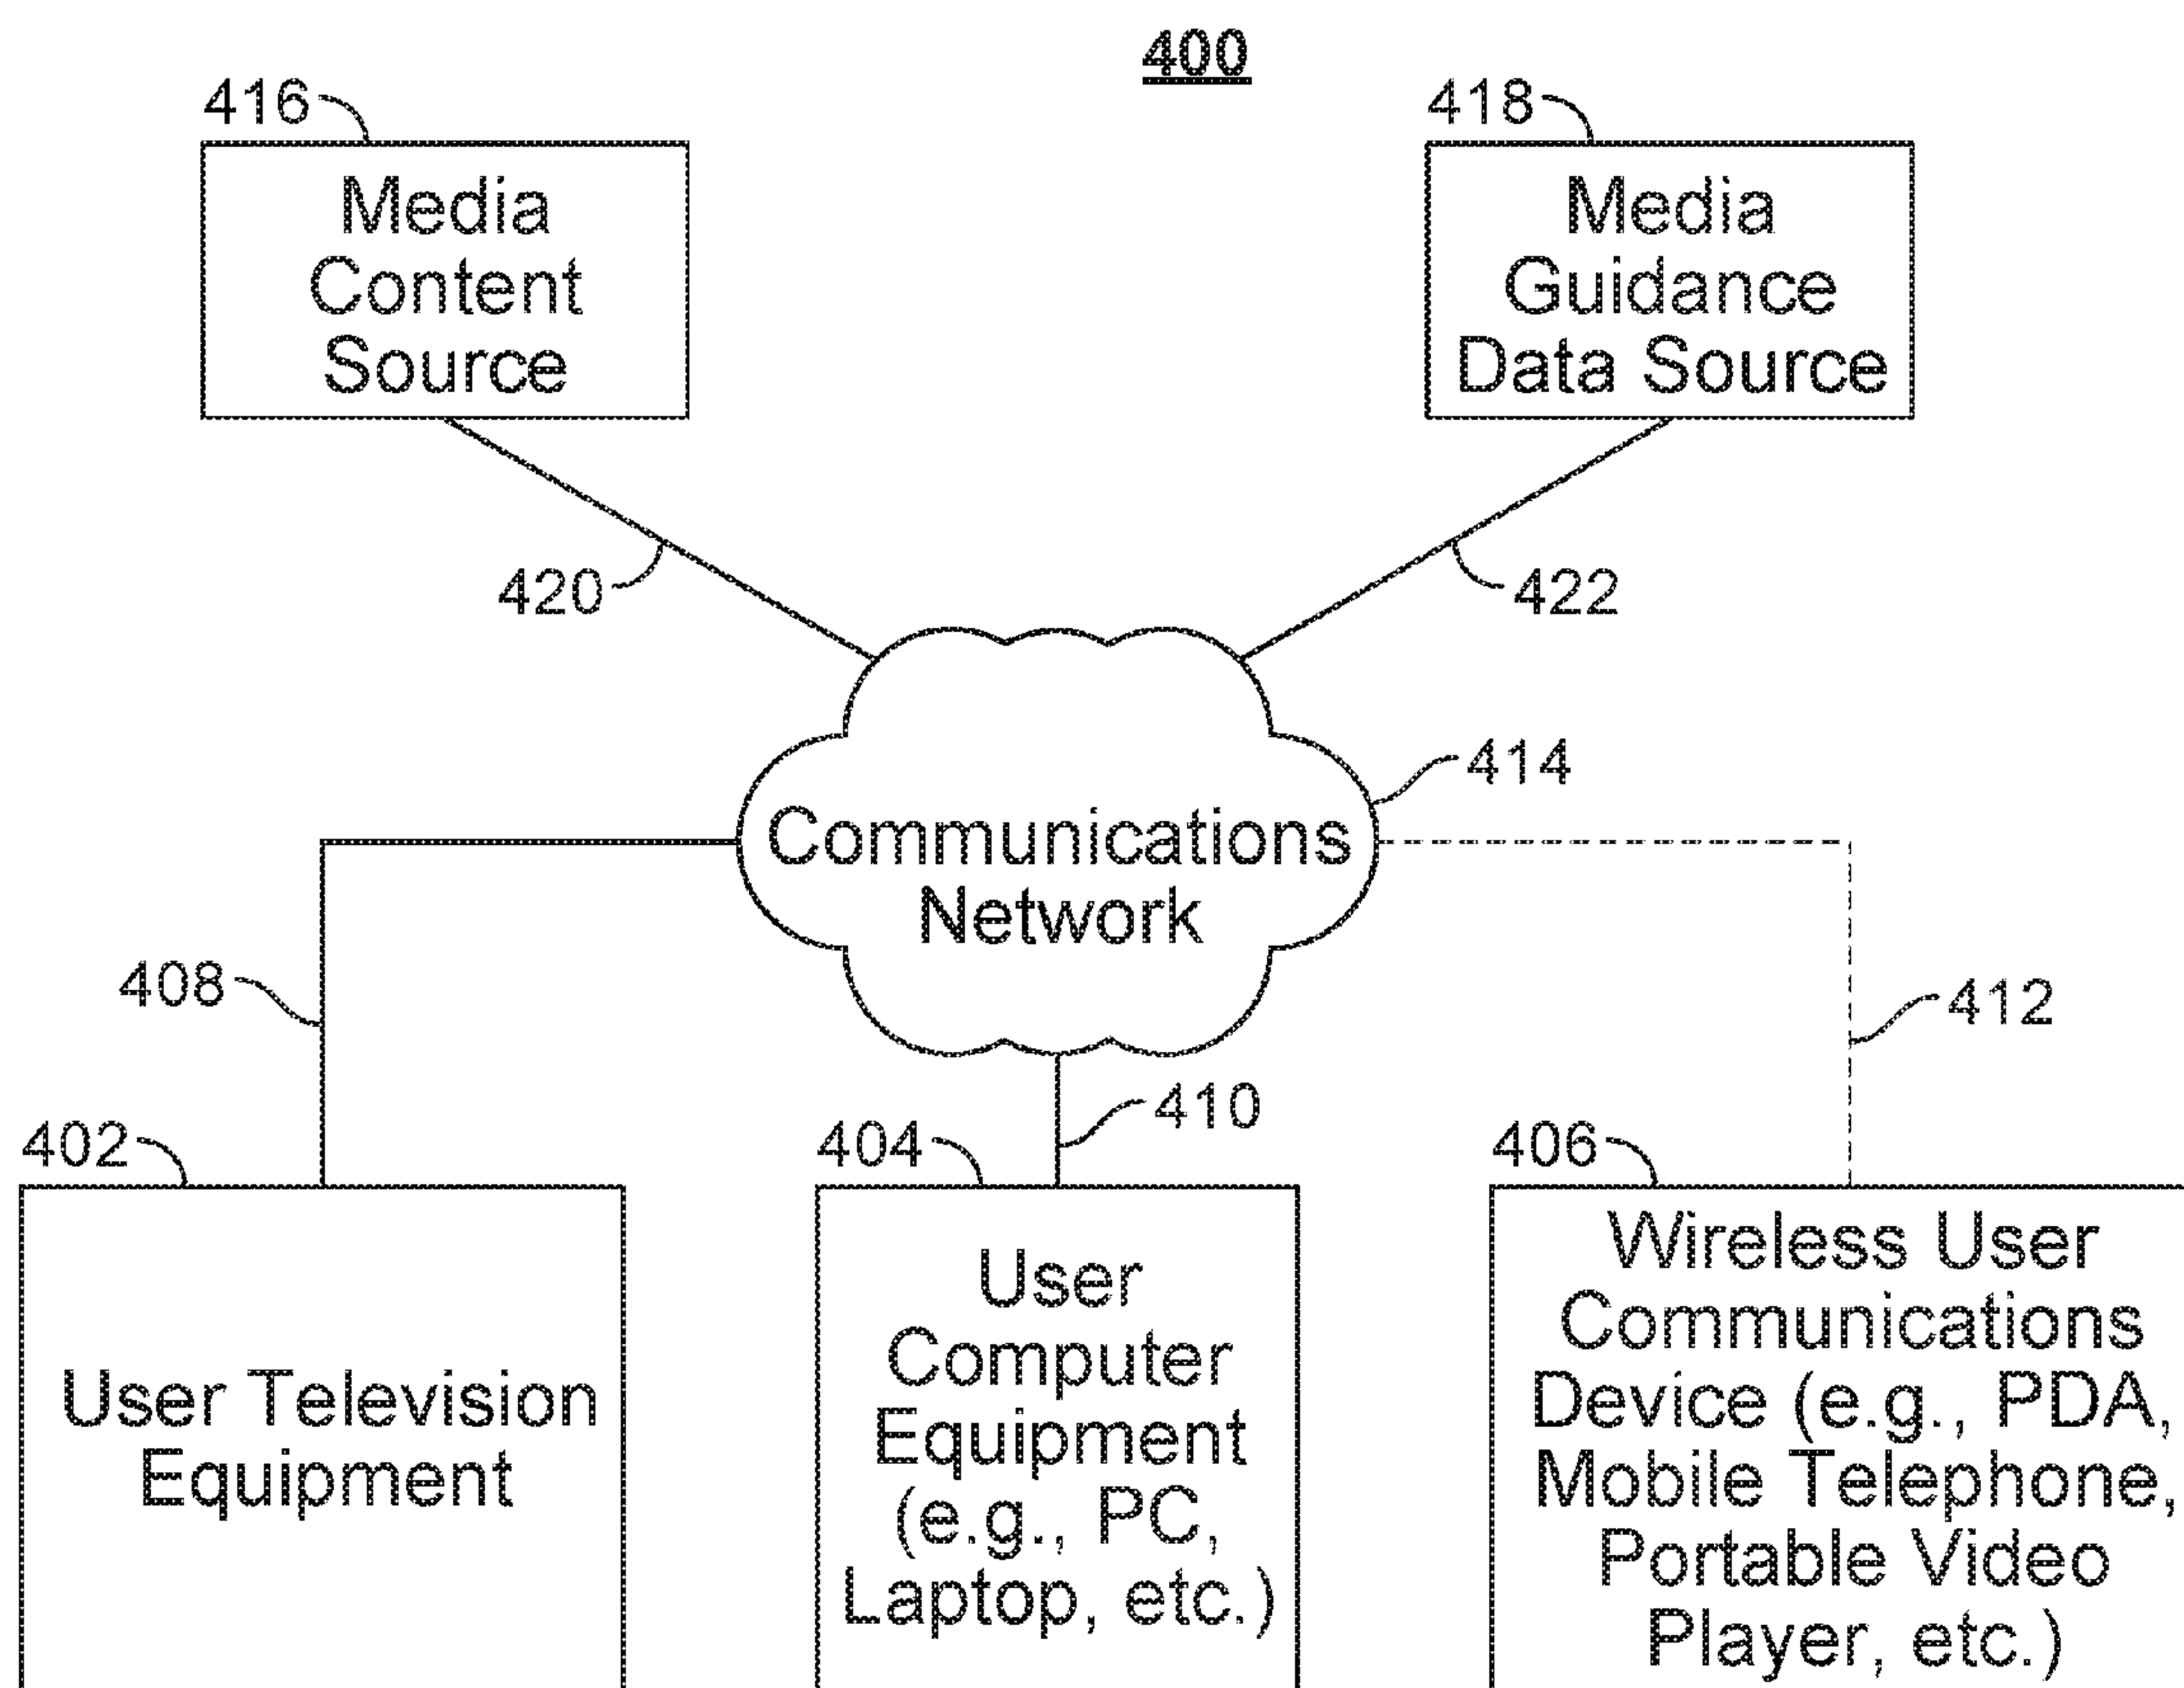 400
416
418
Media
Content
Source
Media
Guidance
Data Source
420
422
414
Communications
Network
408
412
410
402
404
406
User Television
Equipment
User
Computer
Equipment
(e.g., PC,
Laptop, etc.)
Wireless User
Communications
Device (e.g., PDA,
Mobile Telephone,
Portable Video
Player, etc.)